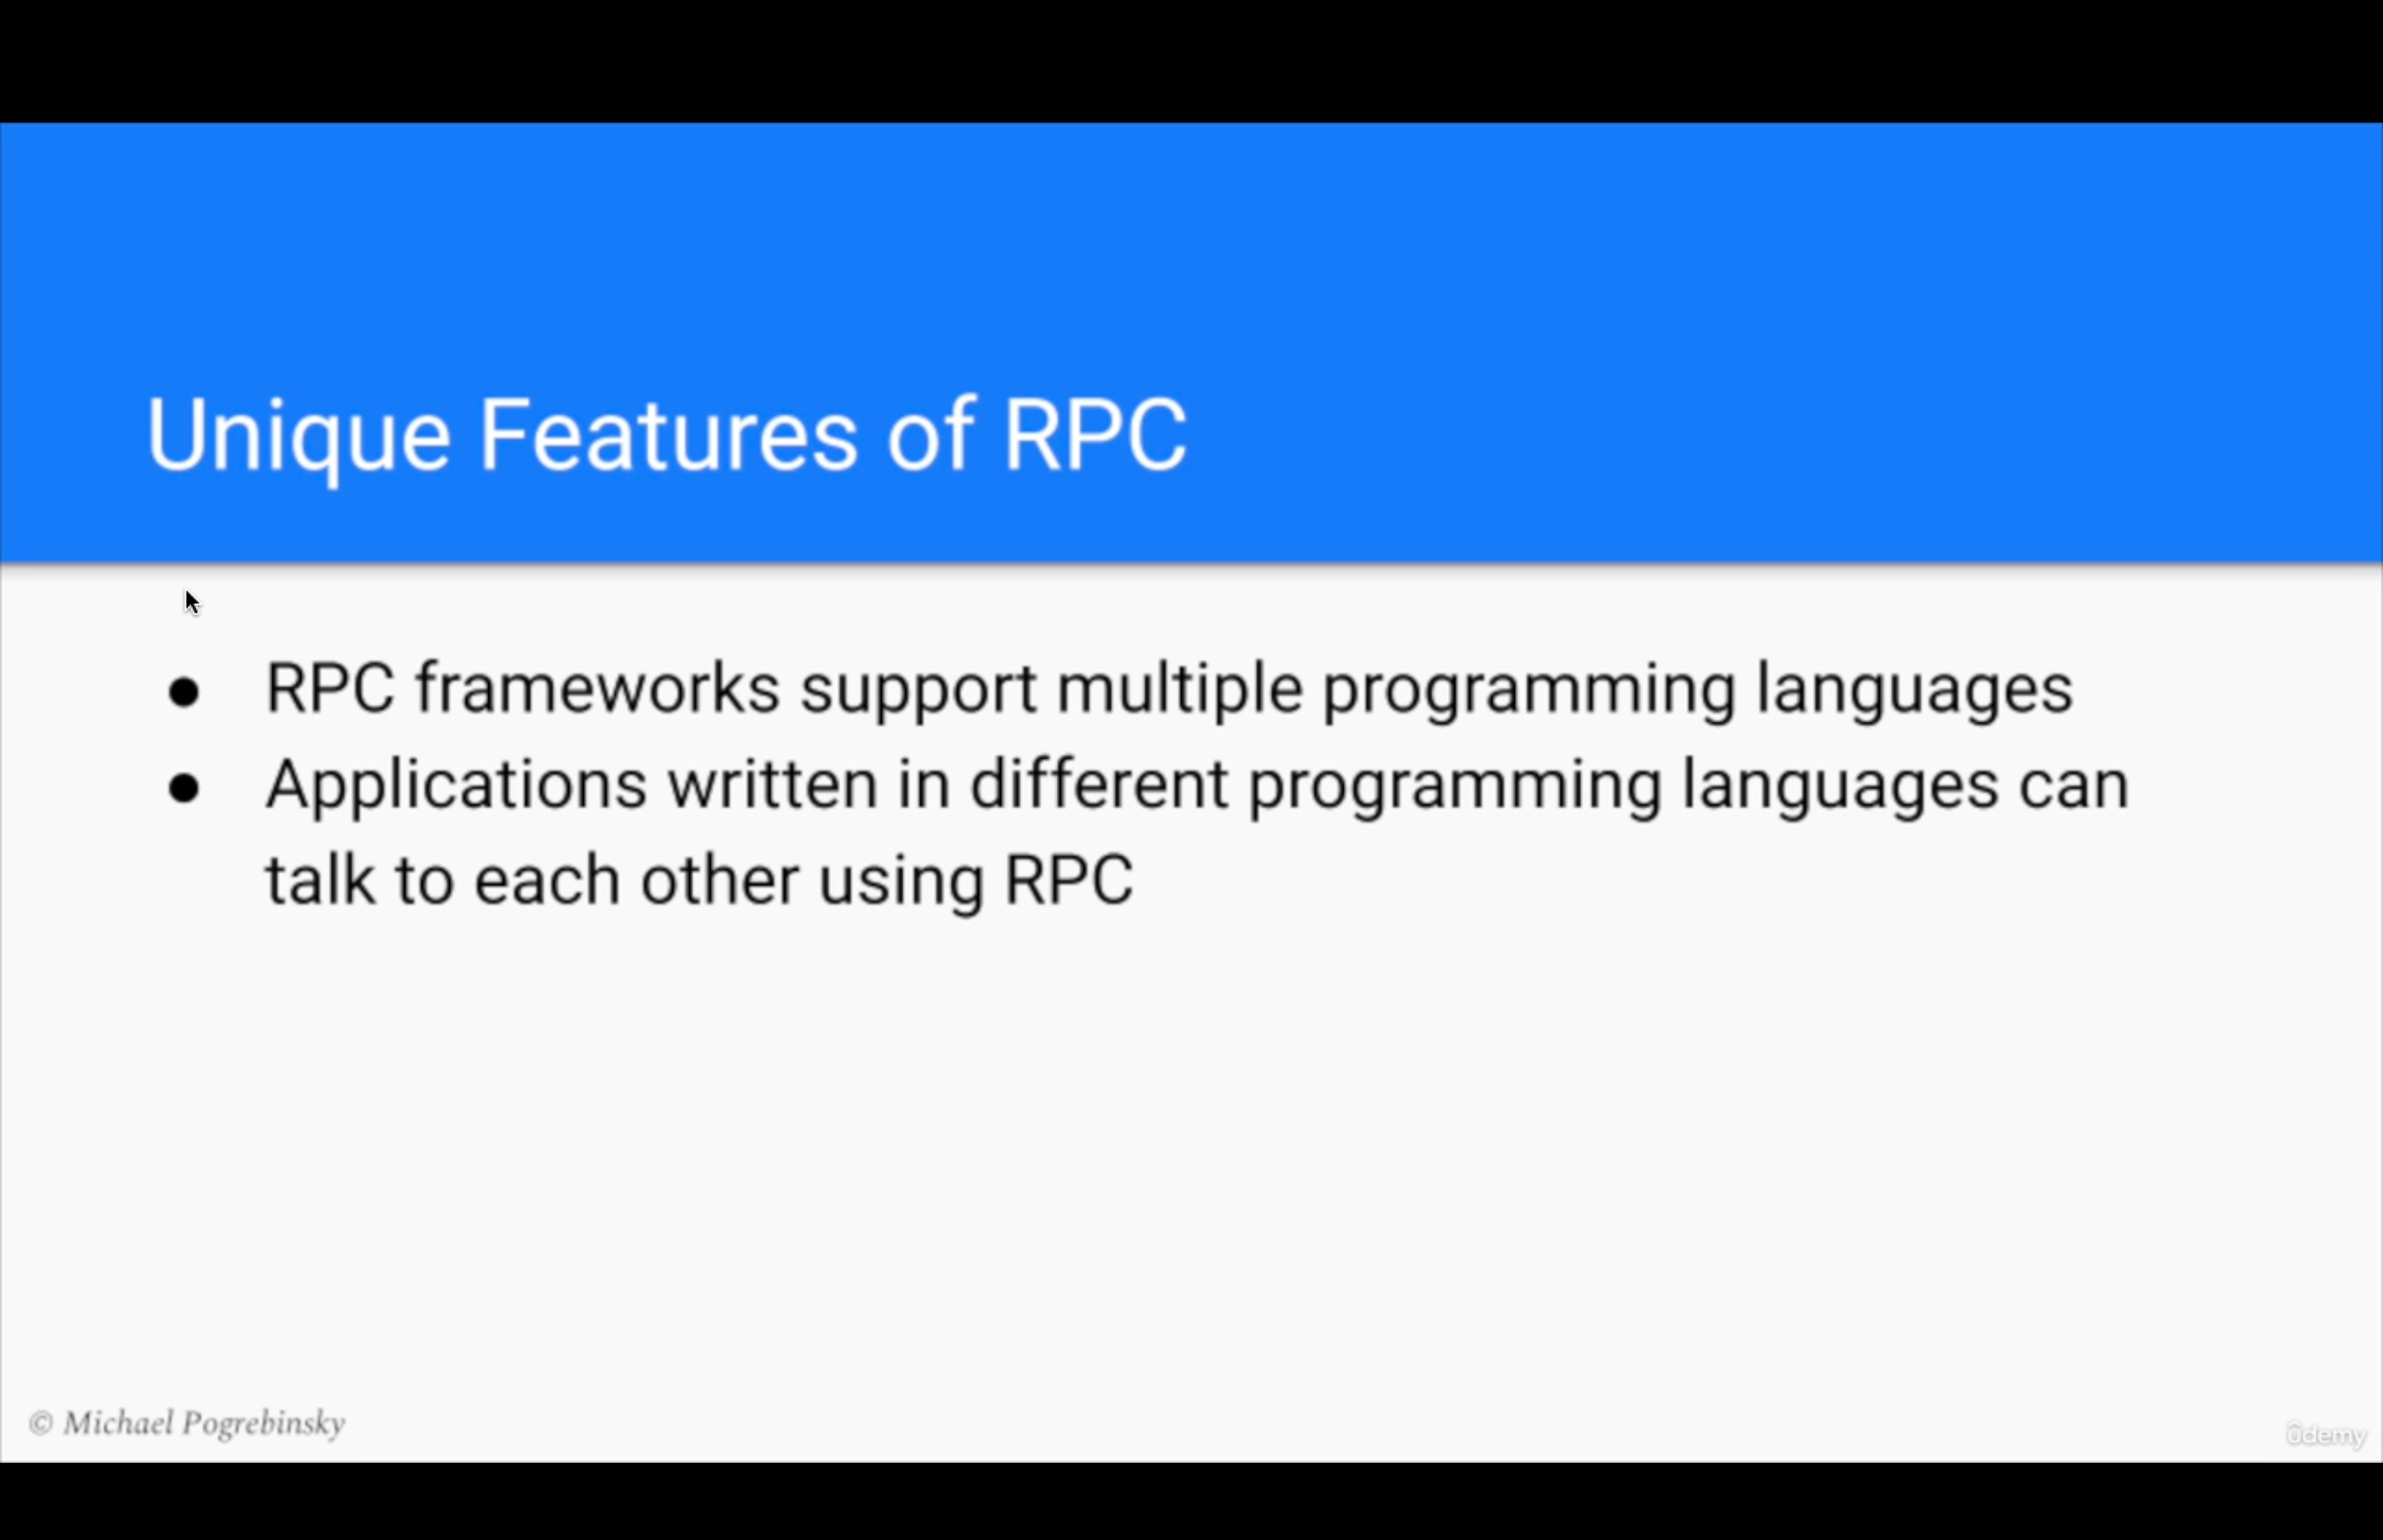 Unique Features of RPC
● RPC frameworks support multiple programming languages
● Applications written in different programming languages can
talk to each other using RPC
© Michael Pogrebinsky
ûdemy